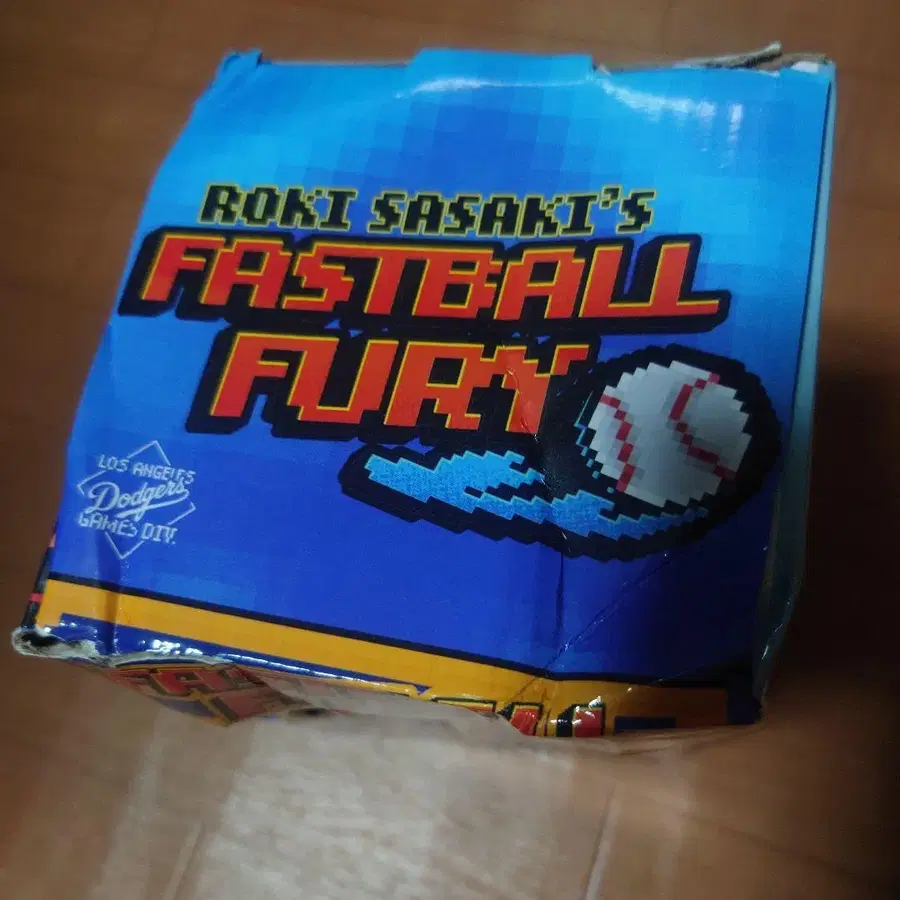 ROKI SASAKI'S
FASTBALL
FURY
LOS ANGELES
Dodgers
GAMES DIV.